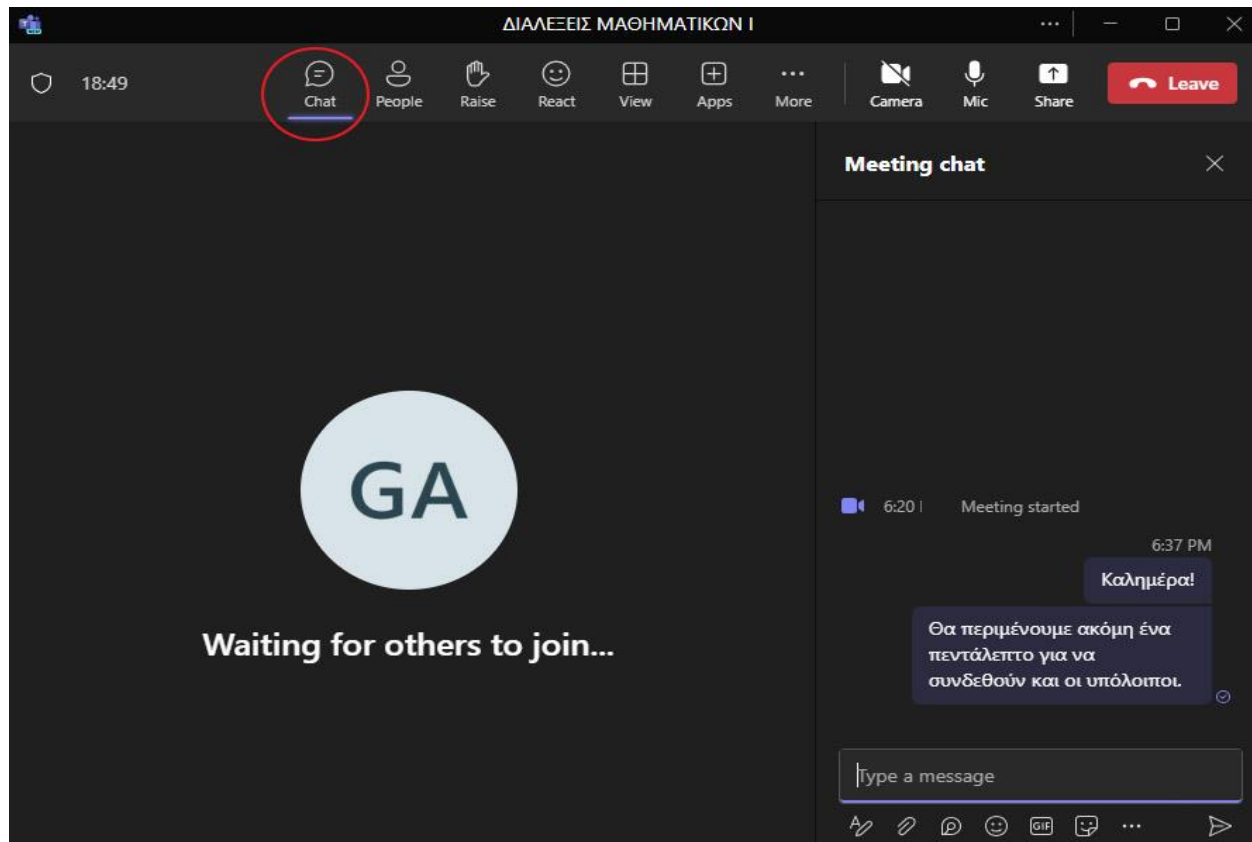 ΔΙΑΛΕΞΕΙΣ ΜΑΘΗΜΑΤΙΚΩΝ Ι
18:49
Chat
People
Raise
React
View
Apps
More
Camera
Mic
Share
Leave
Meeting chat
GA
Waiting for others to join...
6:20
Meeting started
6:37 PM
Καλημέρα!
Θα περιμένουμε ακόμη ένα
πεντάλεπτο για να
συνδεθούν και οι υπόλοιποι.
Type a message
GIF